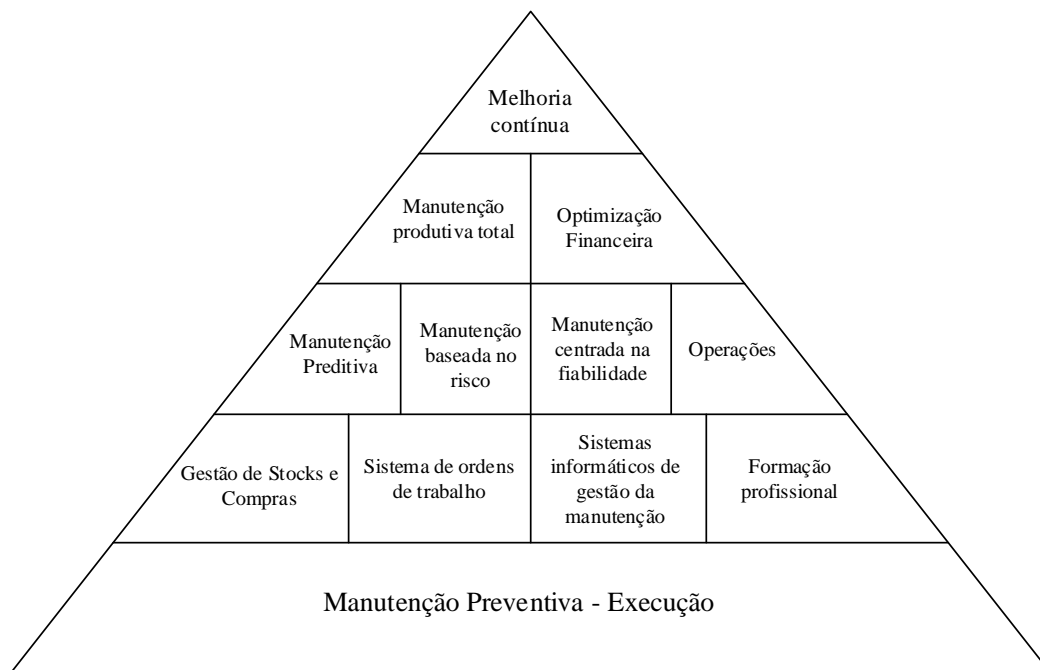 Melhoria
contínua
Manutenção
produtiva total
Optimização
Financeira
Manutenção
Preditiva
Manutenção
baseada no
risco
Manutenção
centrada na
fiabilidade
Operações
Gestão de Stocks e
Compras
Sistema de ordens
de trabalho
Sistemas
informáticos de
gestão da
manutenção
Formação
profissional
Manutenção Preventiva - Execução